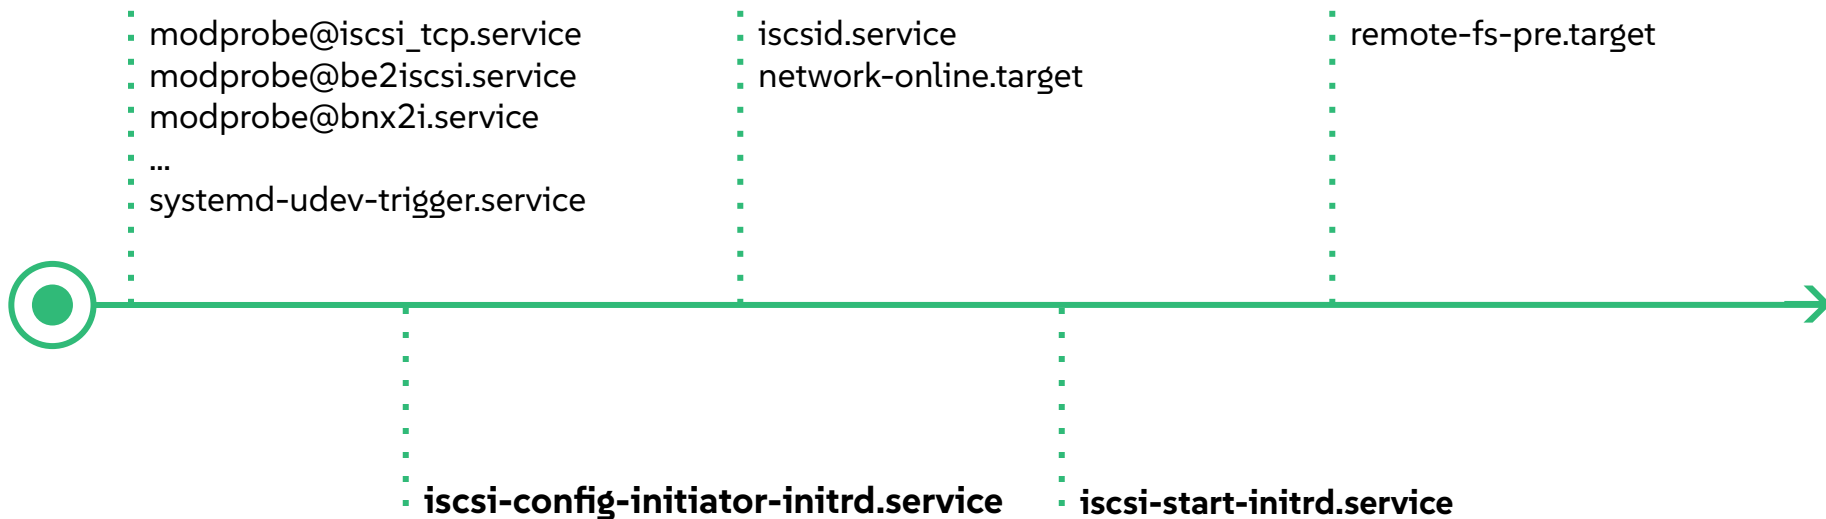 modprobe@iscsi_tcp.service
modprobe@be2iscsi.service
modprobe@bnx2i.service
...
systemd-udev-trigger.service
iscsid.service
network-online.target
remote-fs-pre.target
iscsi-config-initiator-initrd.service
iscsi-start-initrd.service